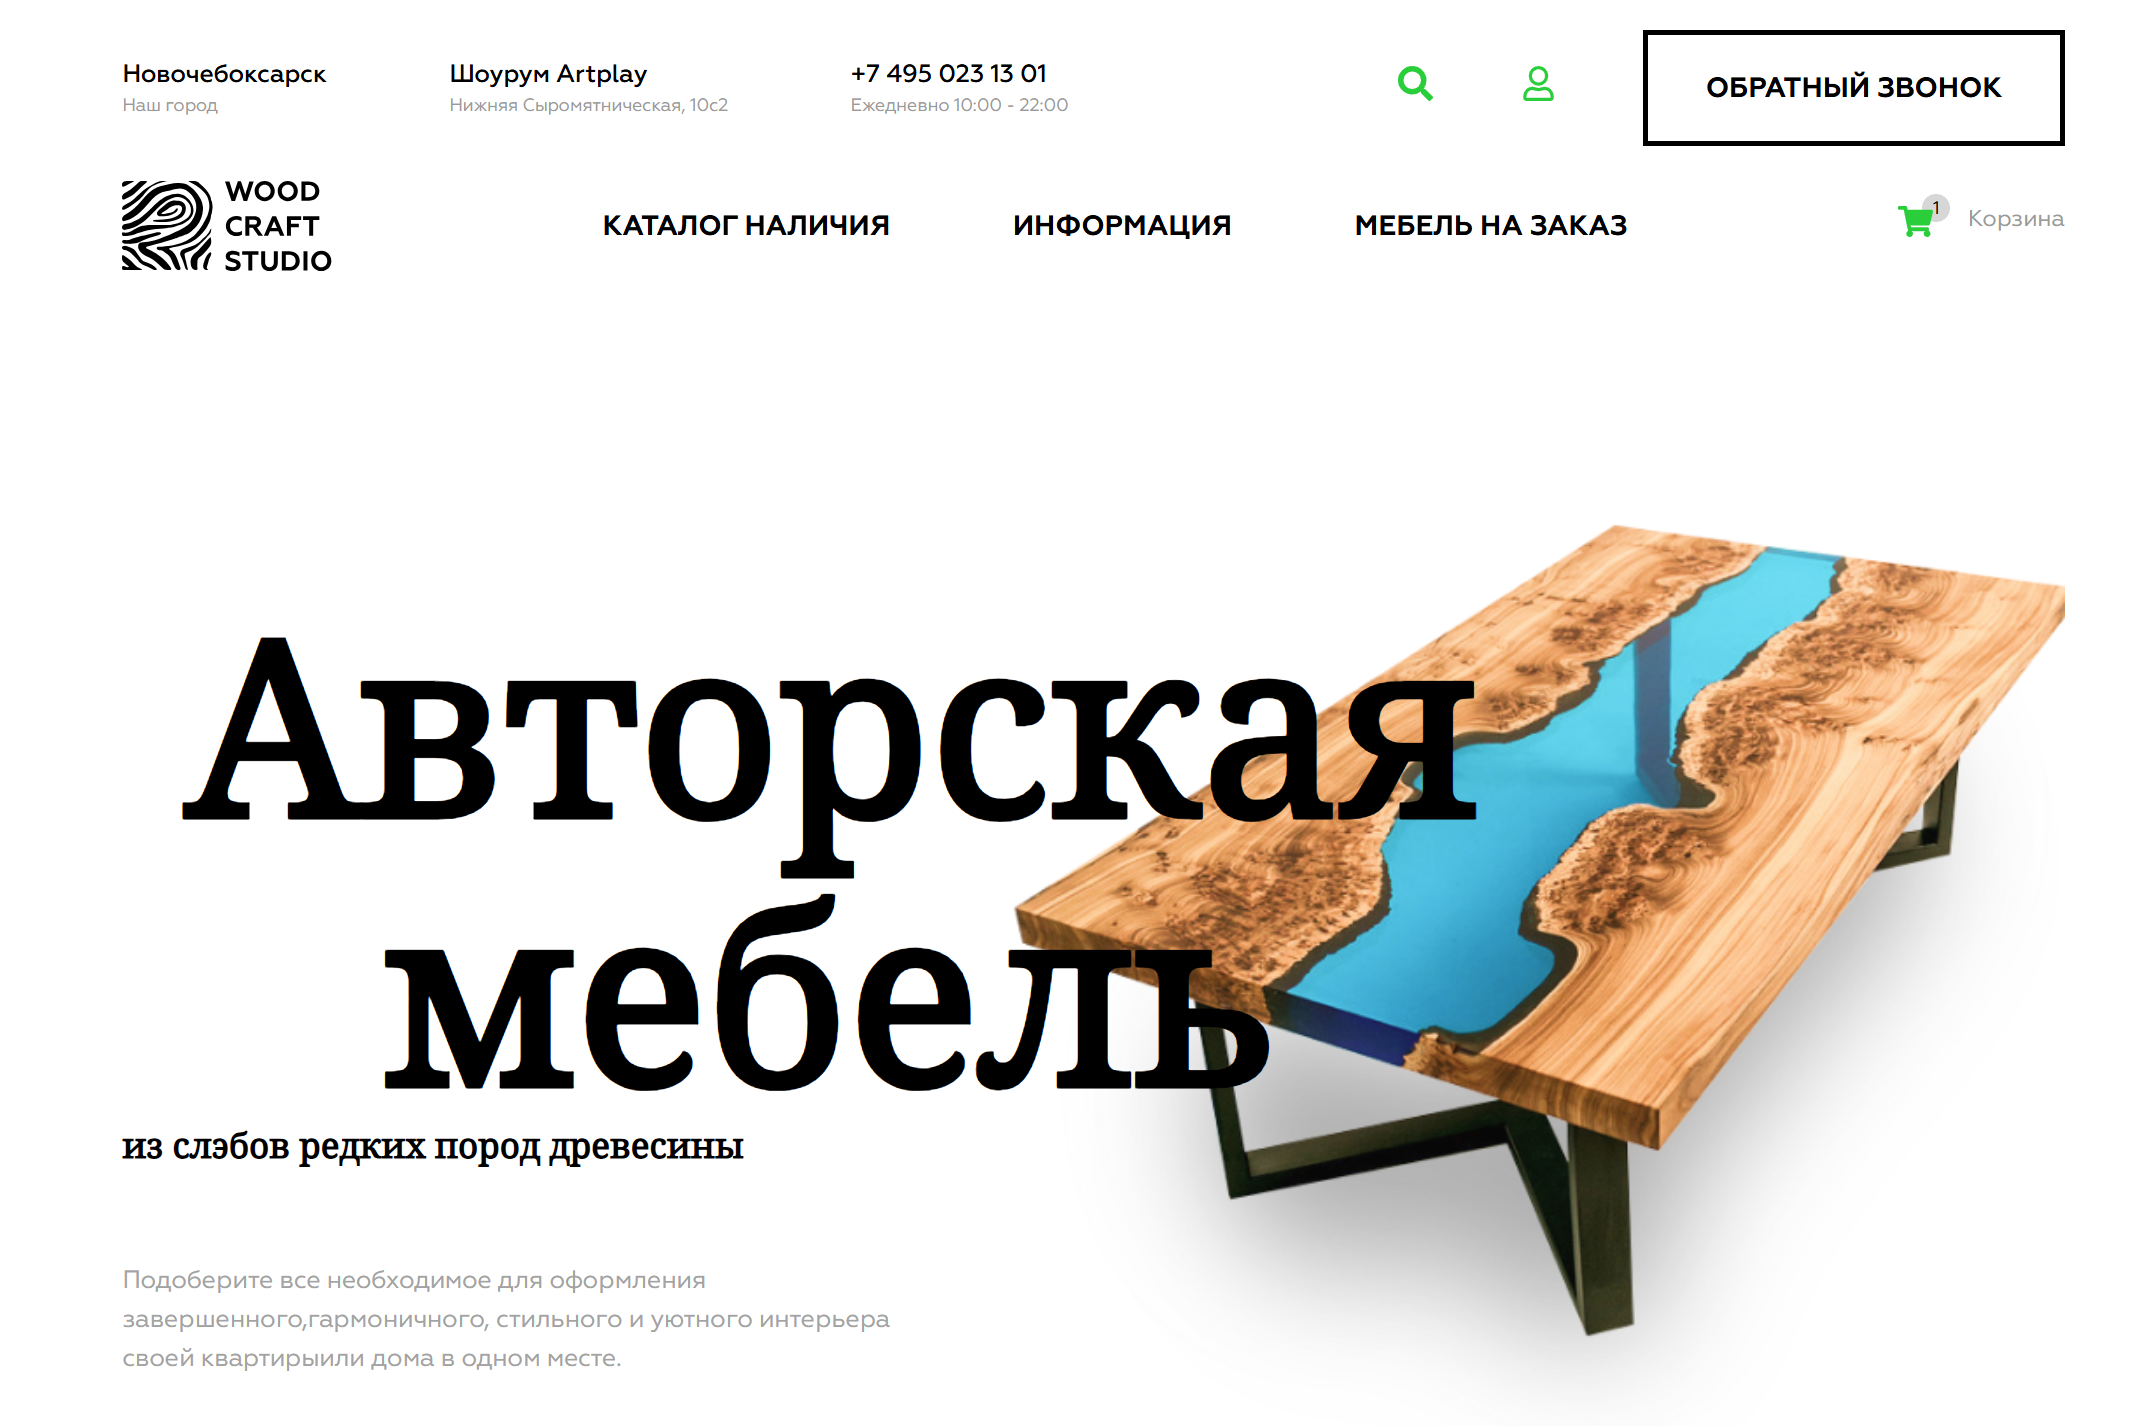 Новочебоксарск
Наш город
Шоурум Artplay
Нижняя Сыромятническая, 10с2
+7 495 023 13 01
Ежедневно 10:00 - 22:00
ОБРАТНЫЙ ЗВОНОК
WOOD
CRAFT
STUDIO
КАТАЛОГ НАЛИЧИЯ
ИНФОРМАЦИЯ
МЕБЕЛЬ НА ЗАКАЗ
1
Корзина
Авторская
мебель
из слэбов редких пород древесины
Подоберите все необходимое для оформления
завершенного,гармоничного, стильного и уютного интерьера
своей квартирыили дома в одном месте.